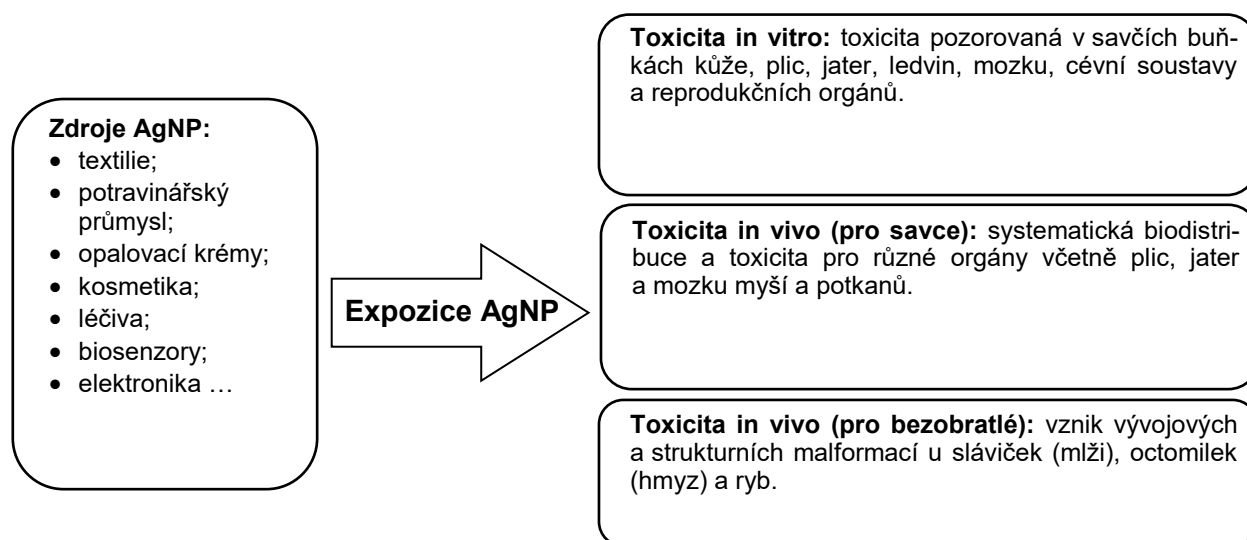 Zdroje AgNP:
• textilie;
• potravinářský
průmysl;
• opalovací krémy;
• kosmetika;
• léčiva;
• biosenzory;
• elektronika …
Expozice AgNP
Toxicita in vitro: toxicita pozorovaná v savčích buň-
kách kůže, plic, jater, ledvin, mozku, cévní soustavy
a reprodukčních orgánů.
Toxicita in vivo (pro savce): systematická biodistri-
buce a toxicita pro různé orgány včetně plic, jater
a mozku myší a potkanů.
Toxicita in vivo (pro bezobratlé): vznik vývojových
a strukturních malformací u sláviček (mlži), octomilek
(hmyz) a ryb.